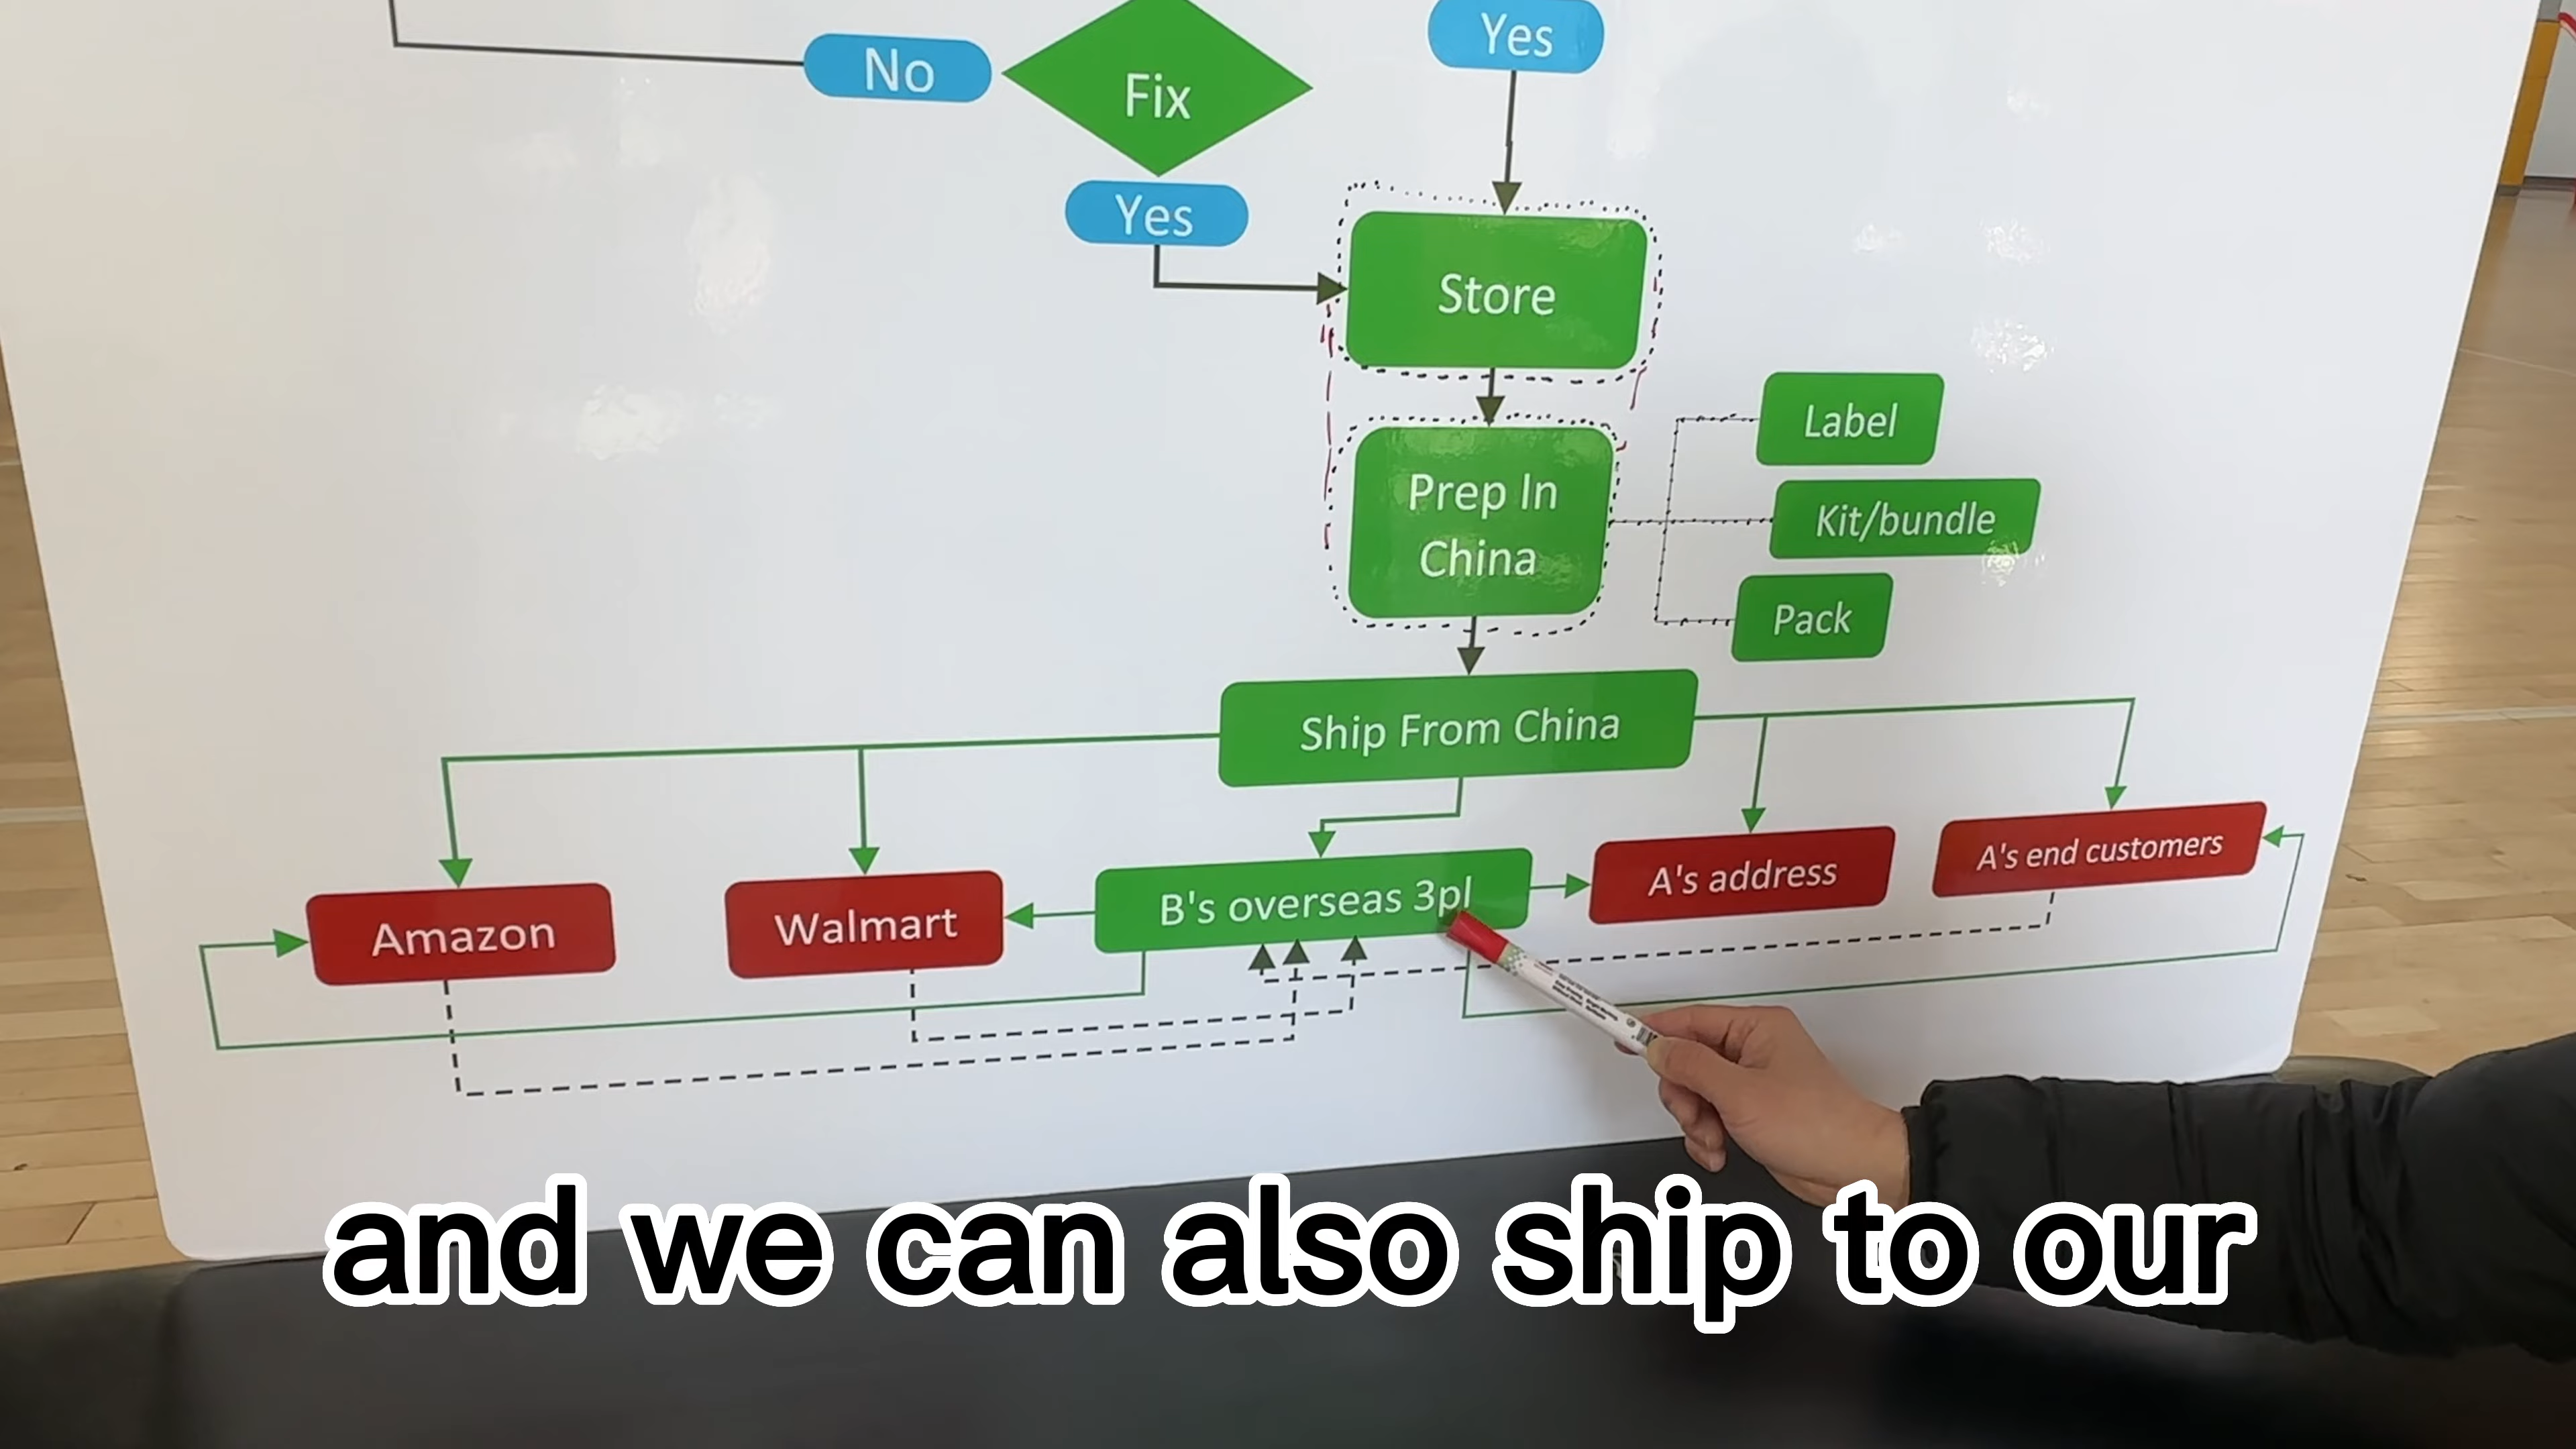 Yes
No
Fix
Yes
Store
Label
Prep In
China
Kit/bundle
Pack
Ship From China
Amazon
Walmart
B's overseas 3pl
A's address
A's end customers
and we can also ship to our